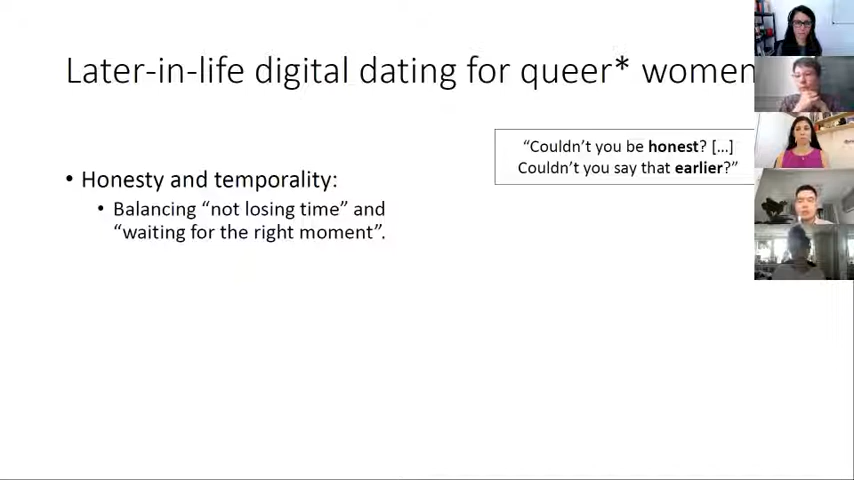 Later-in-life digital dating for queer* women
“Couldn’t you be honest? [...]
Couldn’t you say that earlier?”
• Honesty and temporality:
• Balancing “not losing time” and
“waiting for the right moment”.